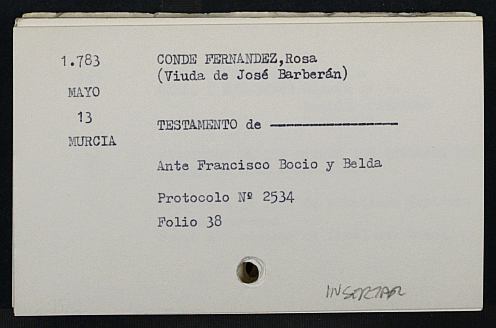 1.783 CONDE FERNANDEZ,Rosa
(Viuda de José Barberán)
MAYO
13 TESTAMENTO de
MURCIA
Ante Francisco Bocio y Belda
Protocolo Nº 2534
Folio 38
INSERTAR